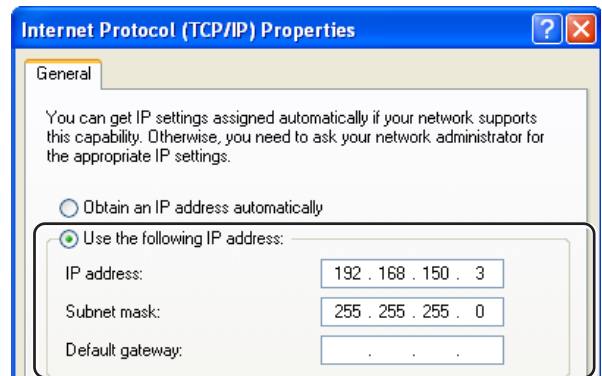 Internet Protocol (TCP/IP) Properties
General
You can get IP settings assigned automatically if your network supports
this capability. Otherwise, you need to ask your network administrator for
the appropriate IP settings.
Obtain an IP address automatically
Use the following IP address:
IP address: 192 . 168 . 150 . 3
Subnet mask: 255 . 255 . 255 . 0
Default gateway: . . .